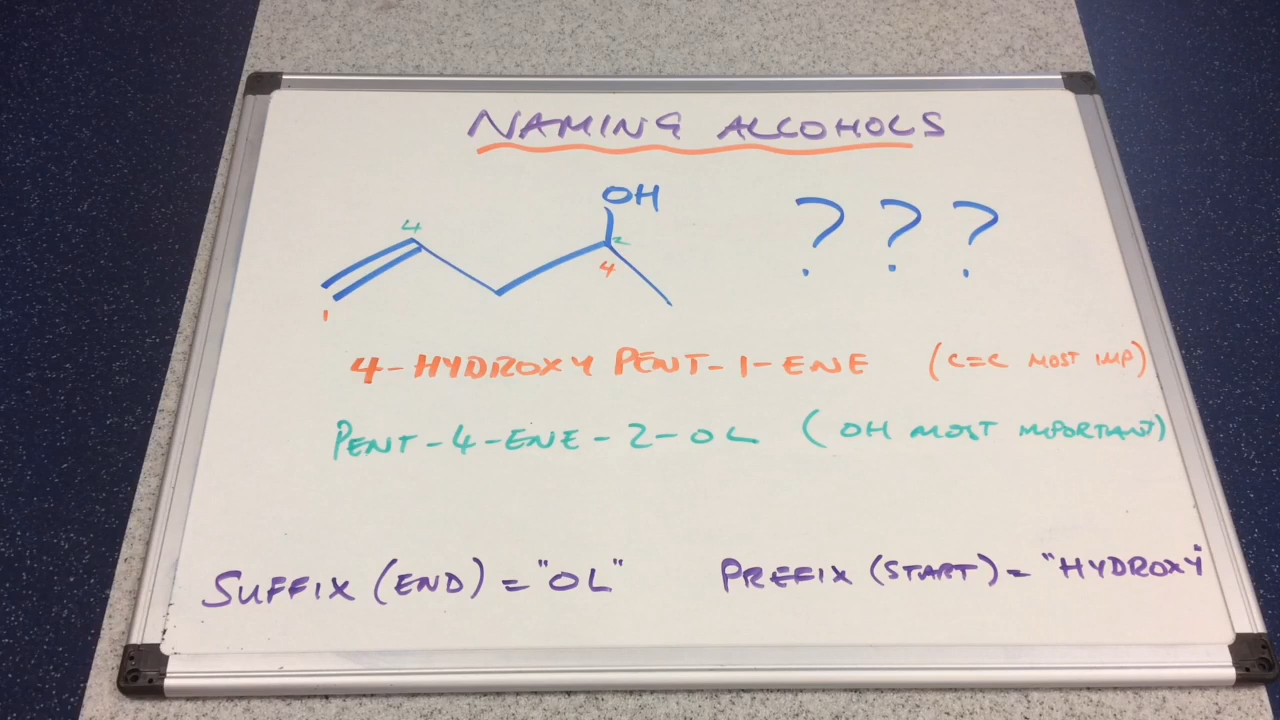 NAMING ALCOHOLS
OH
? ? ?
4
2
4
1
4-HYDROXY PENT-1-ENE (C=C MOST IMP)
PENT-4-ENE-2-OL (OH MOST IMPORTANT)
SUFFIX (END) = "OL" PREFIX (START) = "HYDROXY"